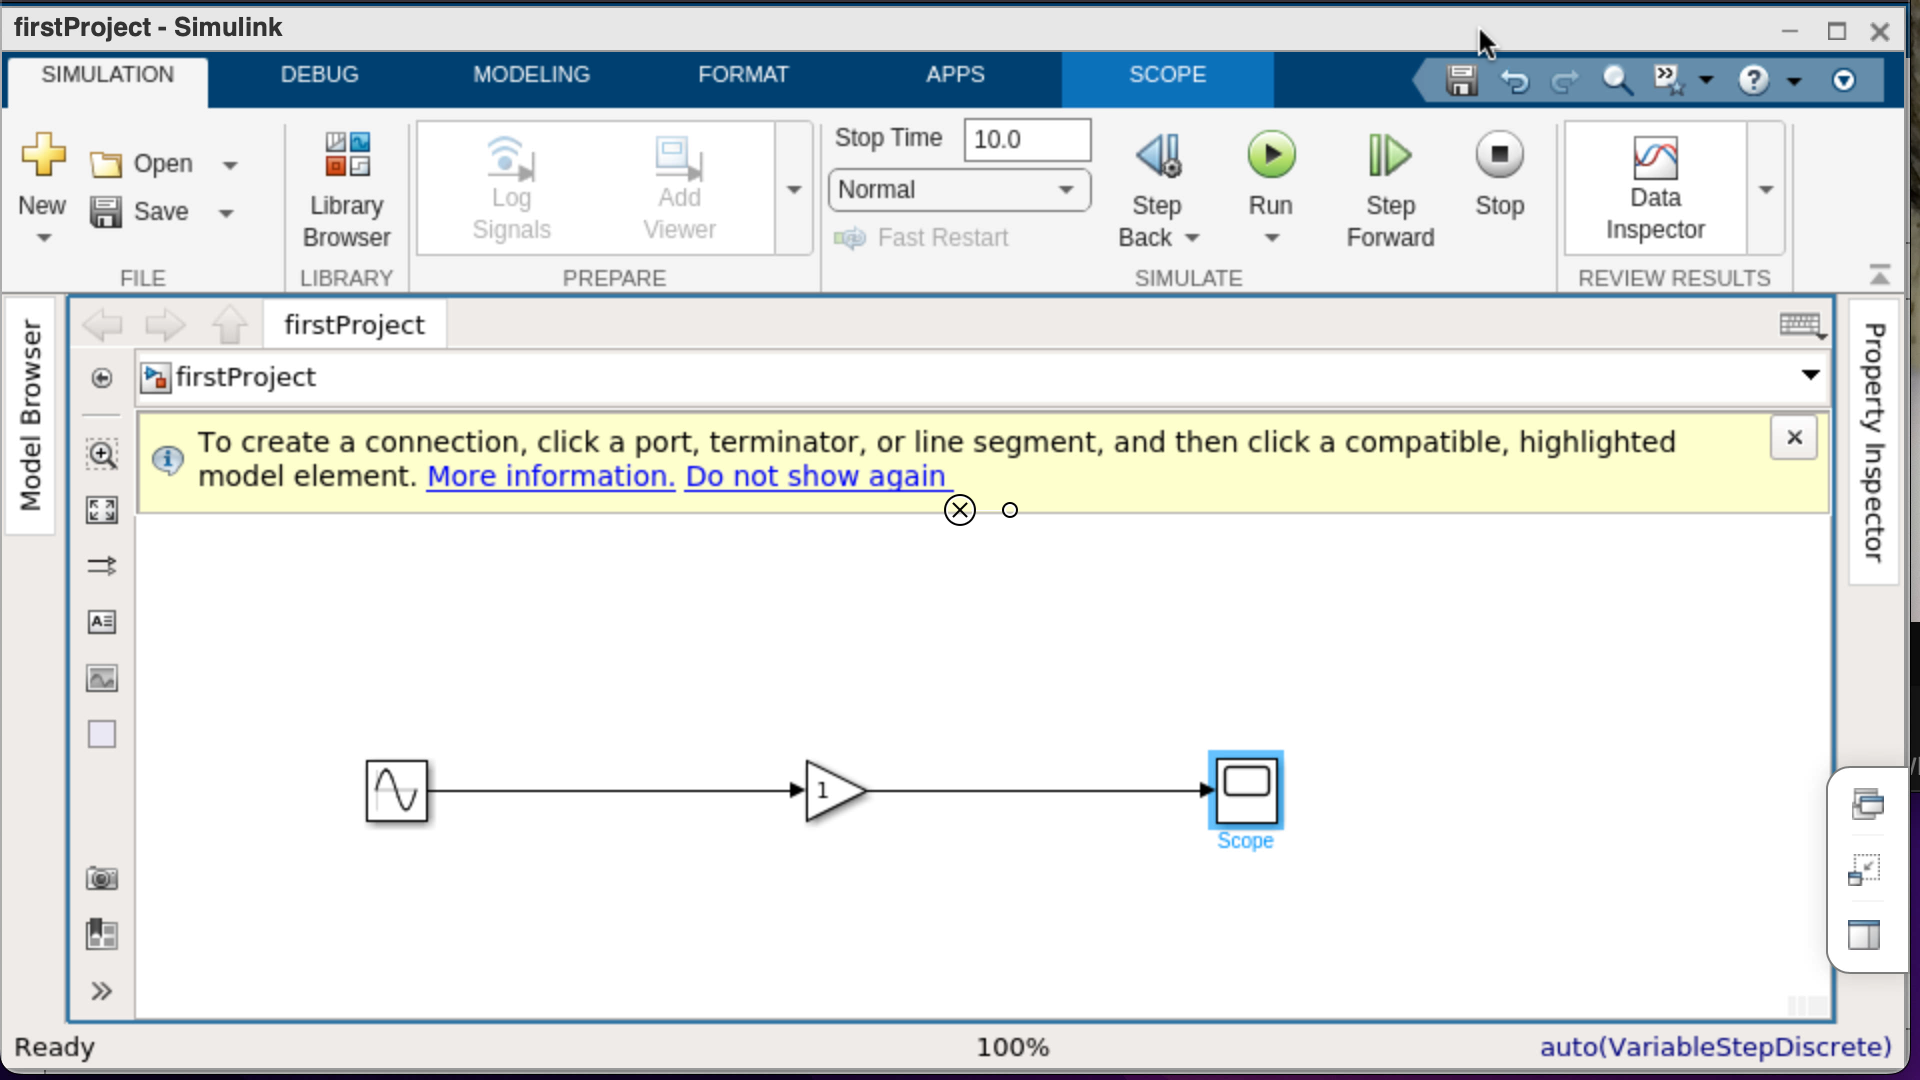 firstProject - Simulink
SIMULATION DEBUG MODELING FORMAT APPS SCOPE
New
Open
Save
FILE
Library
Browser
LIBRARY
Log
Signals
Add
Viewer
PREPARE
Stop Time 10.0
Normal
Fast Restart
Step
Back
Run
Step
Forward
Stop
SIMULATE
Data
Inspector
REVIEW RESULTS
Model Browser
firstProject
firstProject
To create a connection, click a port, terminator, or line segment, and then click a compatible, highlighted
model element. More information. Do not show again
Property Inspector
1
Scope
Ready 100% auto(VariableStepDiscrete)